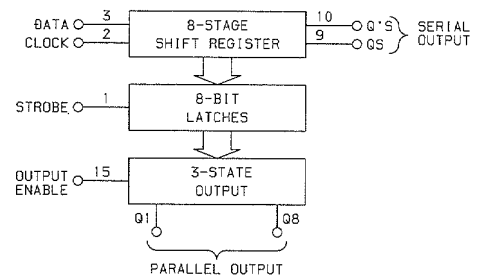 DATA 3 8-STAGE 10 Q'S SERIAL
CLOCK 2 SHIFT REGISTER 9 QS OUTPUT
STROBE 1 8-BIT
LATCHES
OUTPUT 15 3-STATE
ENABLE OUTPUT
Q1 Q8
PARALLEL OUTPUT